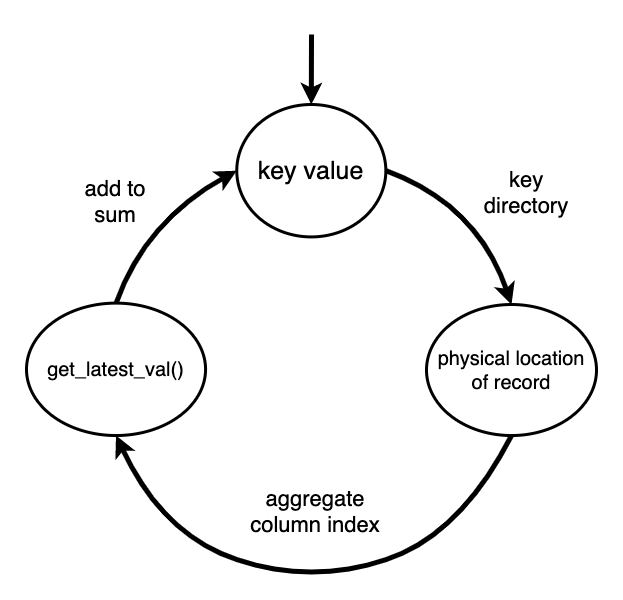 key value
key
directory
add to
sum
physical location
of record
get_latest_val()
aggregate
column index